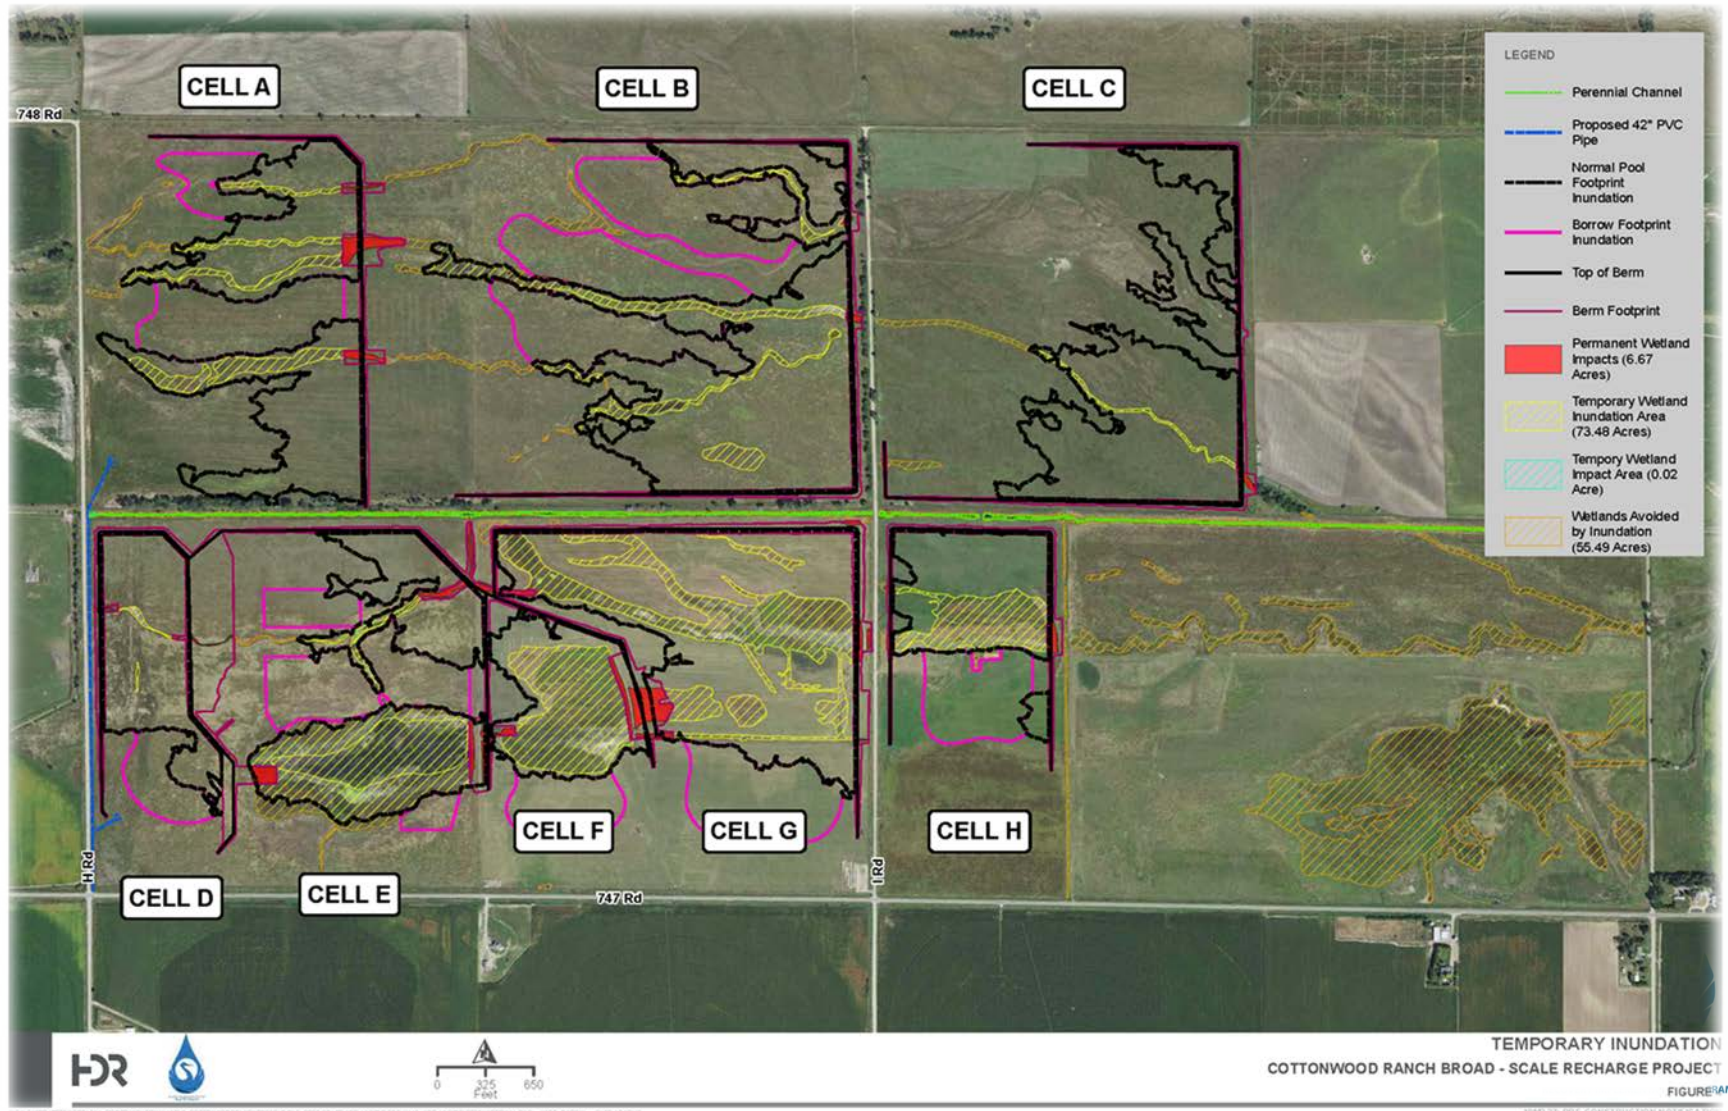 CELL A
CELL B
CELL C
748 Rd
LEGEND
Perennial Channel
Proposed 42" PVC
Pipe
Normal Pool
Footprint
Inundation
Borrow Footprint
Inundation
Top of Berm
Berm Footprint
Permanent Wetland
Impacts (6.67
Acres)
Temporary Wetland
Inundation Area
(73.48 Acres)
Tempory Wetland
Impact Area (0.02
Acre)
Wetlands Avoided
by Inundation
(55.49 Acres)
H Rd
I Rd
CELL F
CELL G
CELL H
CELL D
CELL E
747 Rd
HDR
0 325 650
Feet
TEMPORARY INUNDATION
COTTONWOOD RANCH BROAD - SCALE RECHARGE PROJECT
FIGURE